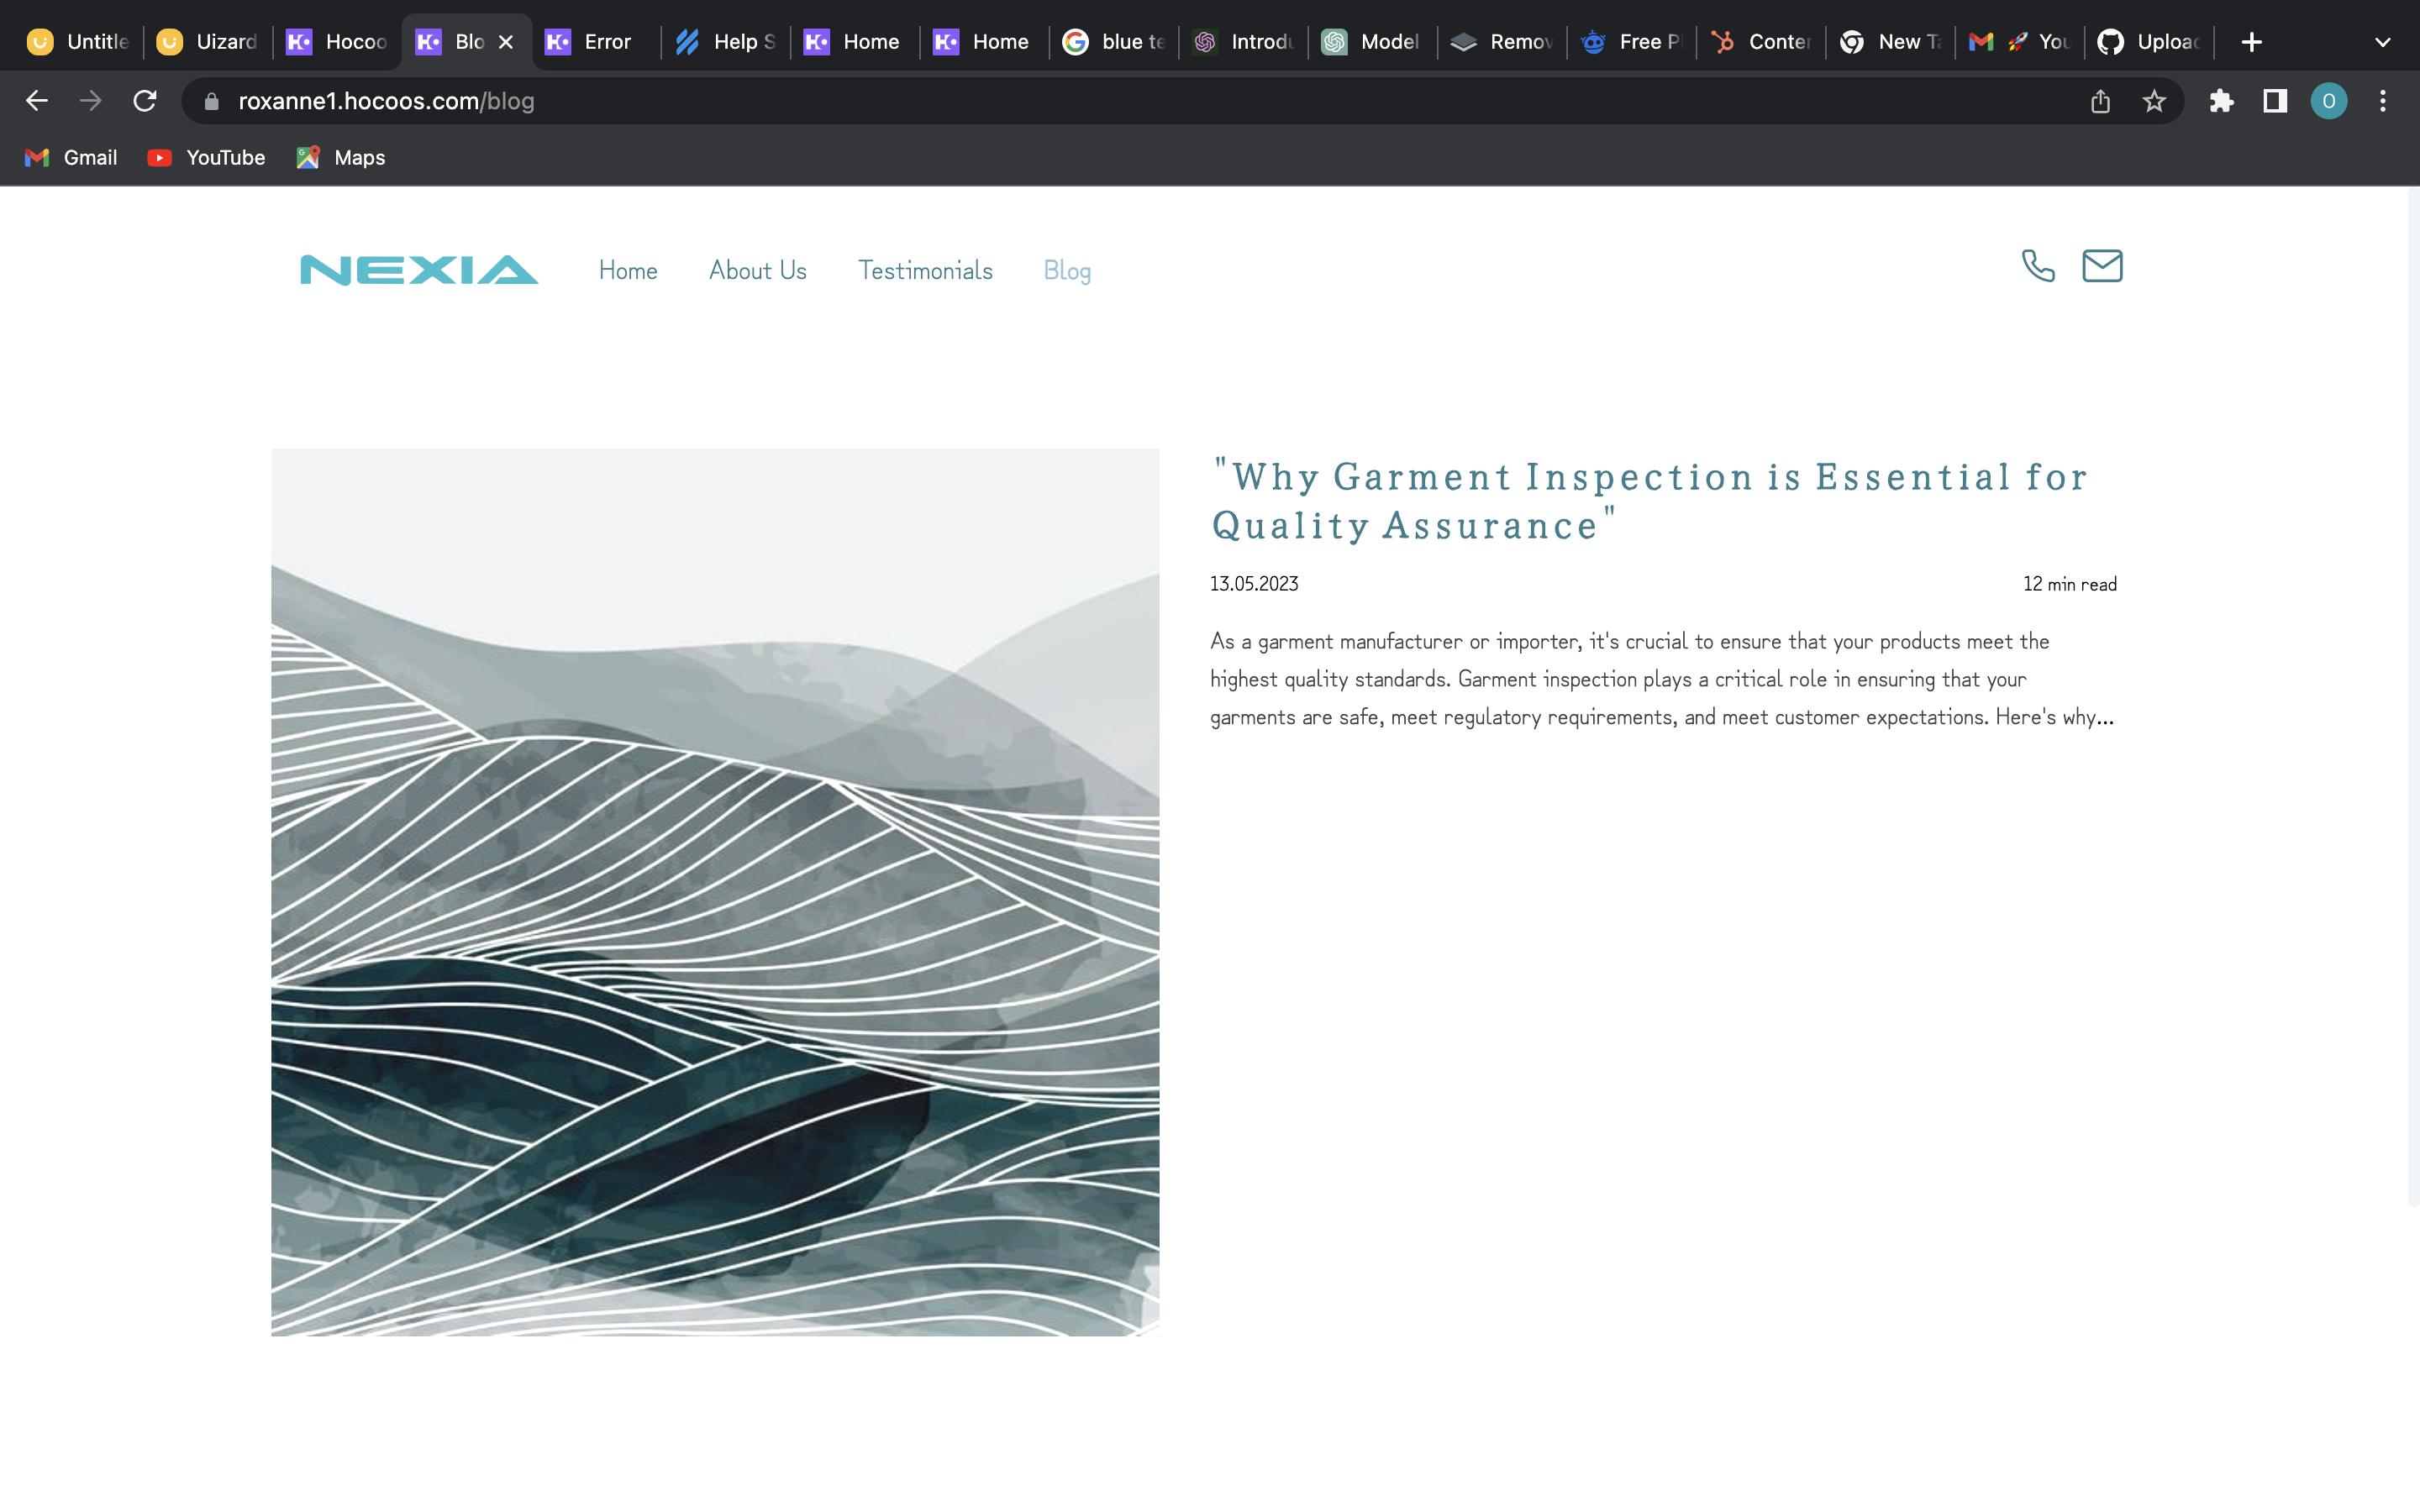 Untitle Uizard Hocoo Blo Error Help S Home Home blue te Introdu Model Remov Free P Conter New Ta You Upload
roxanne1.hocoos.com/blog O
Gmail YouTube Maps
NEXIA Home About Us Testimonials Blog
"Why Garment Inspection is Essential for
Quality Assurance"
13.05.2023 12 min read
As a garment manufacturer or importer, it's crucial to ensure that your products meet the
highest quality standards. Garment inspection plays a critical role in ensuring that your
garments are safe, meet regulatory requirements, and meet customer expectations. Here's why...